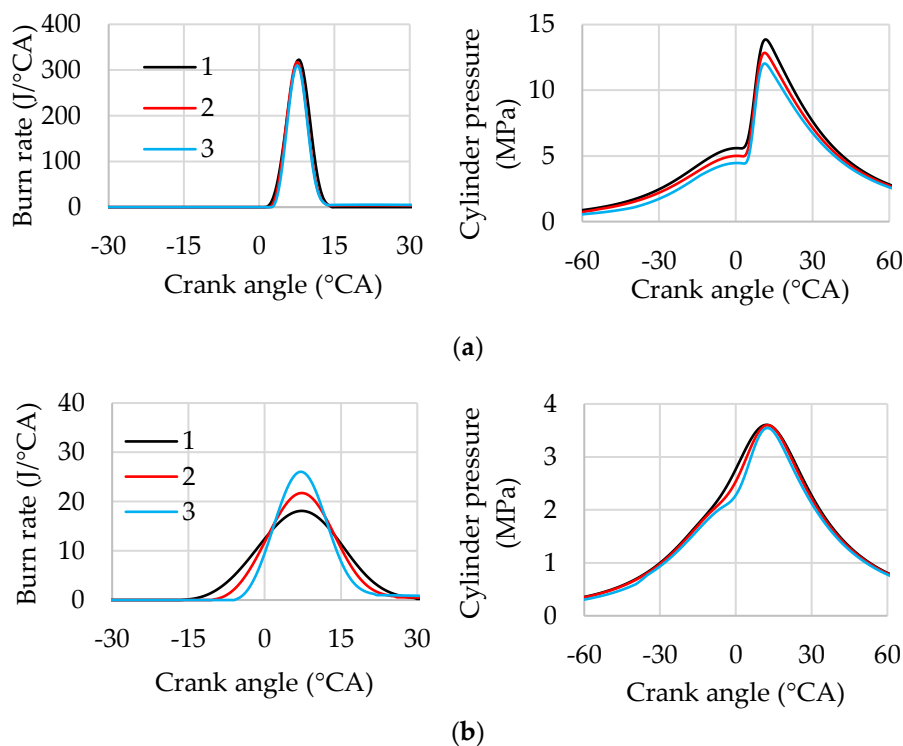 Burn rate (J/°CA)
400
300
200
100
0
1
2
3
-30 -15 0 15 30
Crank angle (°CA)
Cylinder pressure
(MPa)
15
10
5
0
-60 -30 0 30 60
Crank angle (°CA)
(a)
Burn rate (J/°CA)
40
30
20
10
0
1
2
3
-30 -15 0 15 30
Crank angle (°CA)
Cylinder pressure
(MPa)
4
3
2
1
0
-60 -30 0 30 60
Crank angle (°CA)
(b)